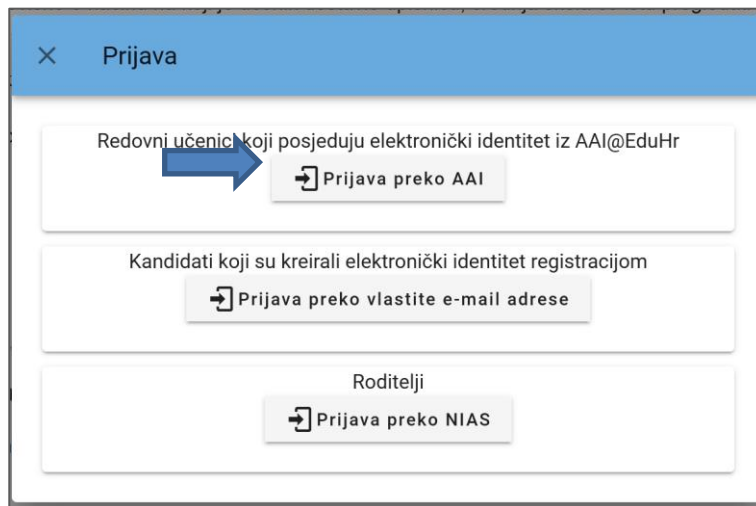 Prijava
Redovni učenici koji posjeduju elektronički identitet iz AAI@EduHr
Prijava preko AAI
Kandidati koji su kreirali elektronički identitet registracijom
Prijava preko vlastite e-mail adrese
Roditelji
Prijava preko NIAS